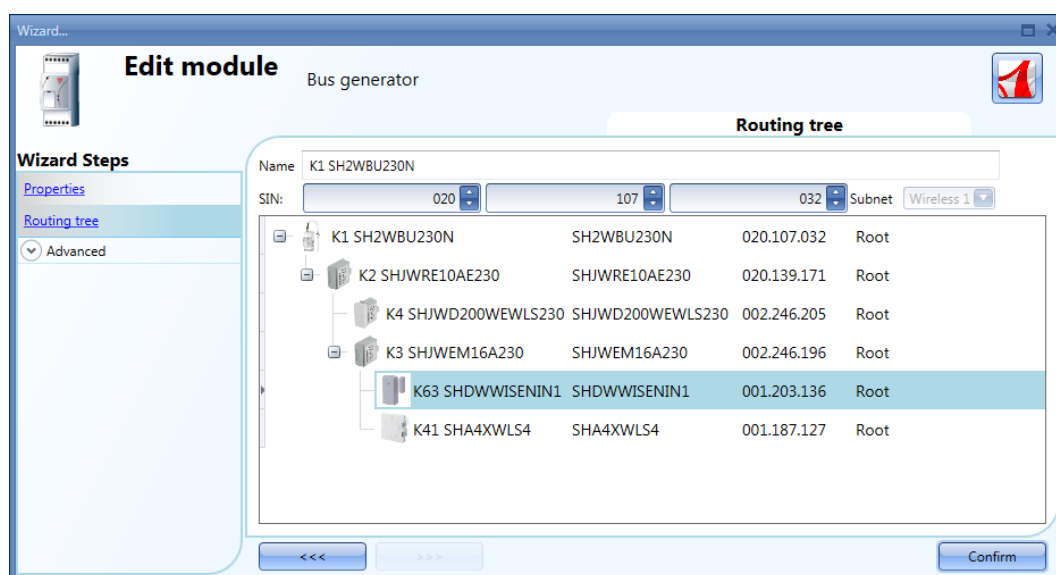 Wizard...
Edit module Bus generator
Routing tree
Wizard Steps
Properties
Routing tree
Advanced
Name K1 SH2WBU230N
SIN: 020 107 032 Subnet Wireless 1
K1 SH2WBU230N SH2WBU230N 020.107.032 Root
K2 SHJWRE10AE230 SHJWRE10AE230 020.139.171 Root
K4 SHJWD200WEWLS230 SHJWD200WEWLS230 002.246.205 Root
K3 SHJWEM16A230 SHJWEM16A230 002.246.196 Root
K63 SHDWWISENIN1 SHDWWISENIN1 001.203.136 Root
K41 SHA4XWLS4 SHA4XWLS4 001.187.127 Root
<<< >>> Confirm